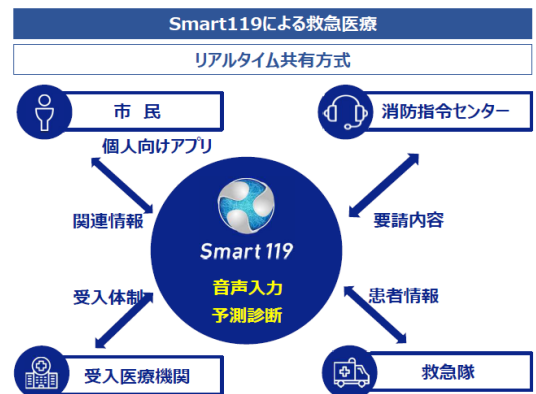 Smart119による救急医療
リアルタイム共有方式
市 民
消防指令センター
個人向けアプリ
関連情報
要請内容
Smart119
音声入力
予測診断
受入体制
患者情報
受入医療機関
救急隊